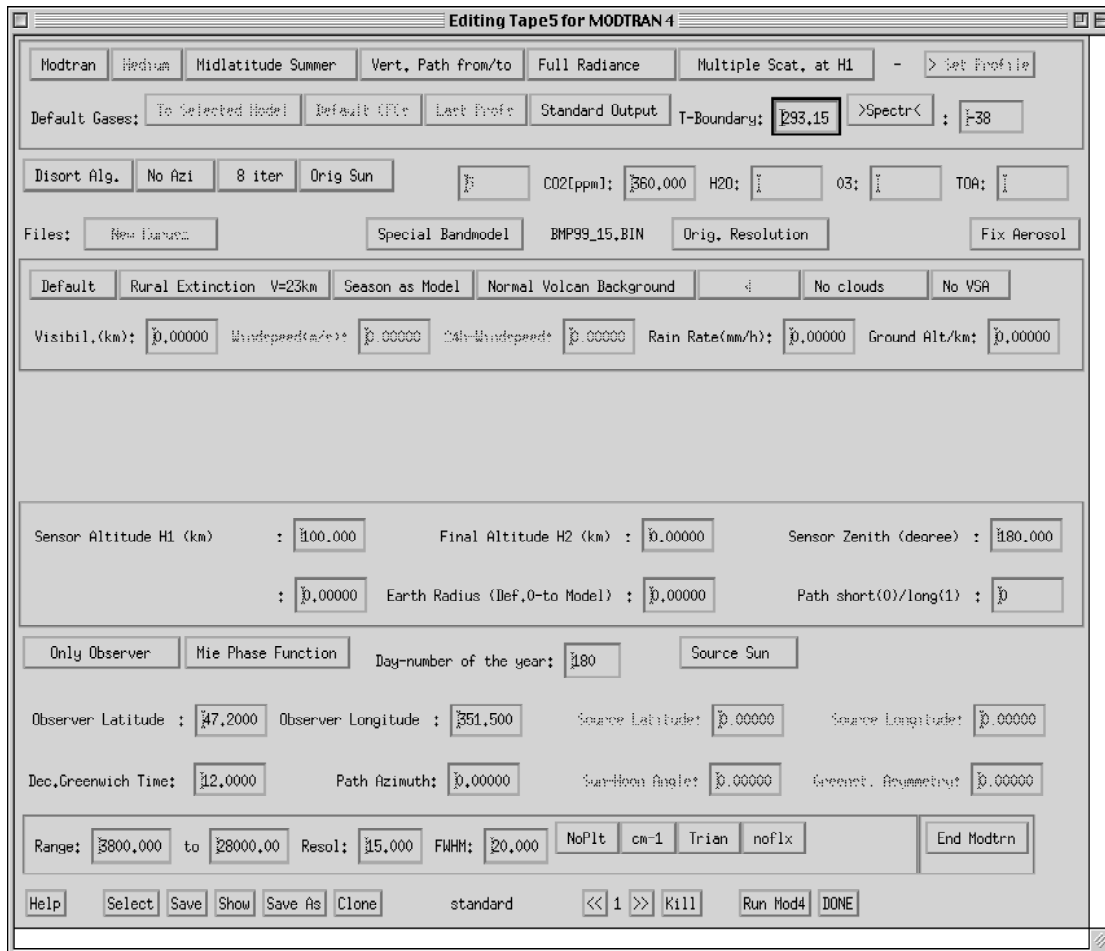 Editing Tape5 for MODTRAN 4
Modtran Medium Midlatitude Summer Vert. Path from/to Full Radiance Multiple Scat. at H1 - > Set Profile
Default Gases: To Selected Model Default CFCs Last Profs Standard Output T-Boundary: 293.15 >Spectr< : -38
Disort Alg. No Azi 8 iter Orig Sun CO2[ppm]: 360.000 H2O: O3: TOA:
Files: Special Bandmodel BMP99_15.BIN Orig. Resolution Fix Aerosol
Default Rural Extinction V=23km Season as Model Normal Volcan Background No clouds No VSA
Visibil.(km): 0.00000 Windspeed(m/s): 0.00000 24h-Windspeed: 0.00000 Rain Rate(mm/h): 0.00000 Ground Alt/km: 0.00000
Sensor Altitude H1 (km) : 100.000 Final Altitude H2 (km) : 0.00000 Sensor Zenith (degree) : 180.000
: 0.00000 Earth Radius (Def.0-to Model) : 0.00000 Path short(0)/long(1) : 0
Only Observer Mie Phase Function Day-number of the year: 180 Source Sun
Observer Latitude : 47.2000 Observer Longitude : 351.500 Source Latitude: 0.00000 Source Longitude: 0.00000
Dec.Greenwich Time: 12.0000 Path Azimuth: 0.00000 Sun-Moon Angle: 0.00000 Greenst. Asymmetry: 0.00000
Range: 3800.000 to 28000.00 Resol: 15.000 FWHM: 20.000 NoPlt cm-1 Trian noflx End Modtrn
Help Select Save Show Save As Clone standard << 1 >> Kill Run Mod4 DONE